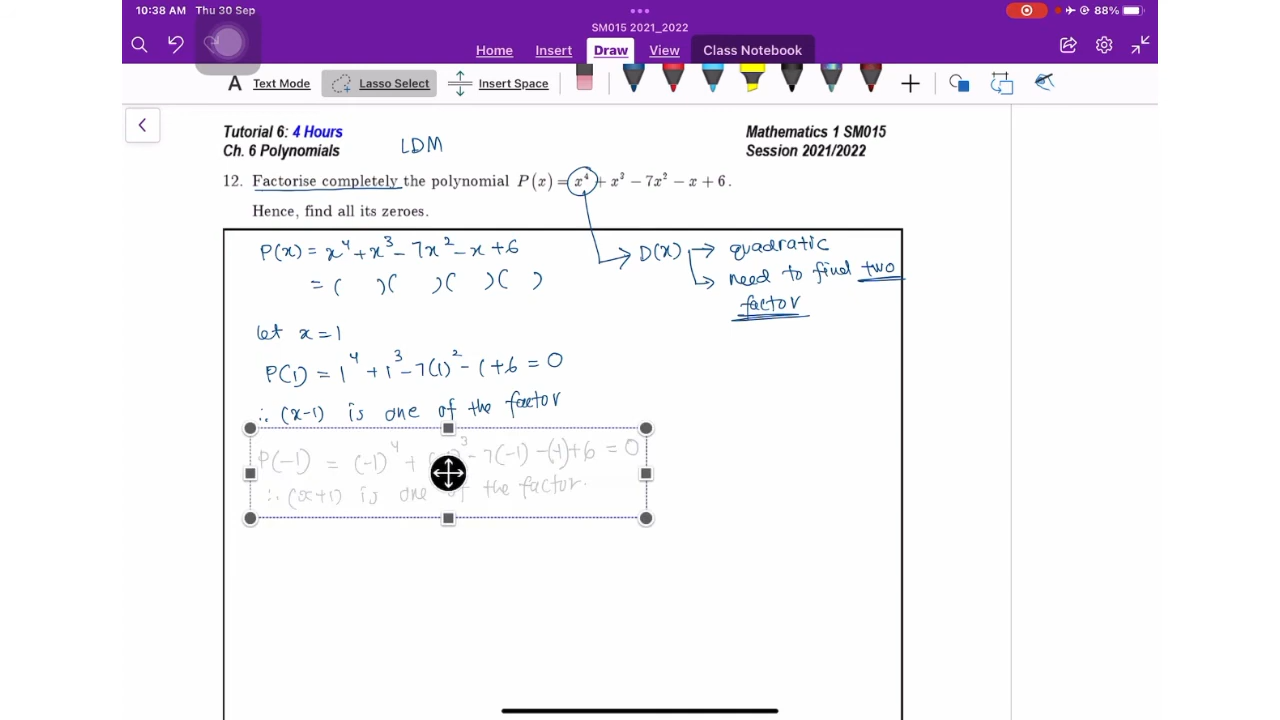 10:38 AM Thu 30 Sep
88%
SM015 2021_2022
Home Insert Draw View Class Notebook
A Text Mode Lasso Select Insert Space
Tutorial 6: 4 Hours
Mathematics 1 SM015
Ch. 6 Polynomials
Session 2021/2022
LDM
12. Factorise completely the polynomial P(x) = x⁴ + x³ − 7x² − x + 6.
Hence, find all its zeroes.
P(x) = x⁴ + x³ − 7x² − x + 6
= ( )( )( )( )
D(x) → quadratic
→ need to find two
factor
let x = 1
P(1) = 1⁴ + 1³ − 7(1)² − 1 + 6 = 0
∴ (x−1) is one of the factor
P(−1) = (−1)⁴ + ( )³ − 7(−1) − (−1) + 6 = 0
∴ (x+1) is one of the factor.